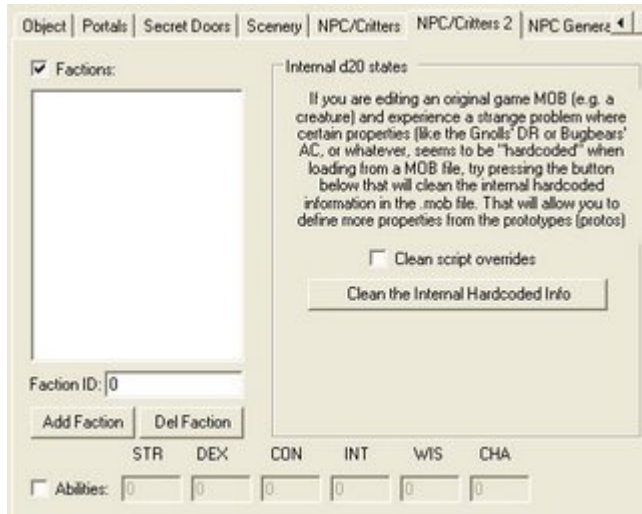 Object Portals Secret Doors Scenery NPC/Critters NPC/Critters 2 NPC Genera
Factions:
Internal d20 states
If you are editing an original game MOB (e.g. a
creature) and experience a strange problem where
certain properties (like the Gnolls' DR or Bugbears'
AC, or whatever, seems to be "hardcoded" when
loading from a MOB file, try pressing the button
below that will clean the internal hardcoded
information in the .mob file. That will allow you to
define more properties from the prototypes (protos)
Clean script overrides
Clean the Internal Hardcoded Info
Faction ID: 0
Add Faction Del Faction
STR DEX CON INT WIS CHA
Abilities: 0 0 0 0 0 0